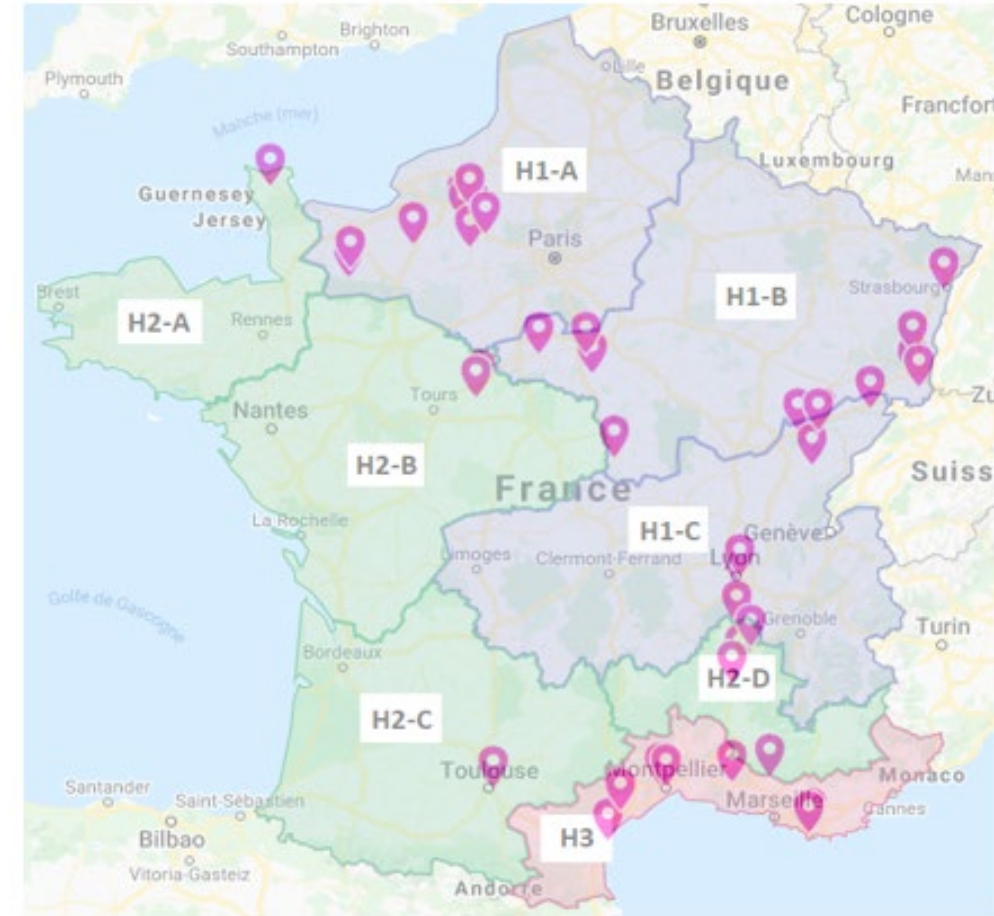 Brighton
Southampton
Plymouth
Bruxelles
Cologne
Lille
Belgique
Francfort
Manche (mer)
Luxembourg
Man
H1-A
Guernesey
Jersey
Paris
Strasbourg
H1-B
Brest
H2-A
Rennes
Tours
Nantes
Zu
H2-B
Suiss
France
La Rochelle
H1-C
Genève
Limoges
Clermont-Ferrand
Lyon
Golfe de Gascogne
Grenoble
Turin
Bordeaux
H2-D
H2-C
Toulouse
Montpellier
Monaco
Santander
Saint-Sébastien
Marseille
Cannes
Bilbao
H3
Vitoria-Gasteiz
Andorre